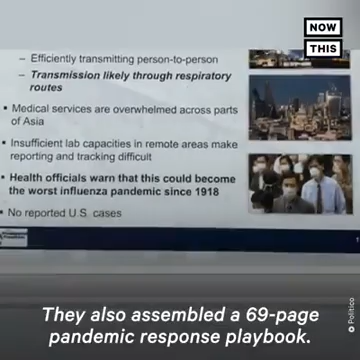 NOW
THIS
– Efficiently transmitting person-to-person
– Transmission likely through respiratory
routes
• Medical services are overwhelmed across parts
of Asia
• Insufficient lab capacities in remote areas make
reporting and tracking difficult
• Health officials warn that this could become
the worst influenza pandemic since 1918
• No reported U.S. cases
They also assembled a 69-page
pandemic response playbook.
© Politico